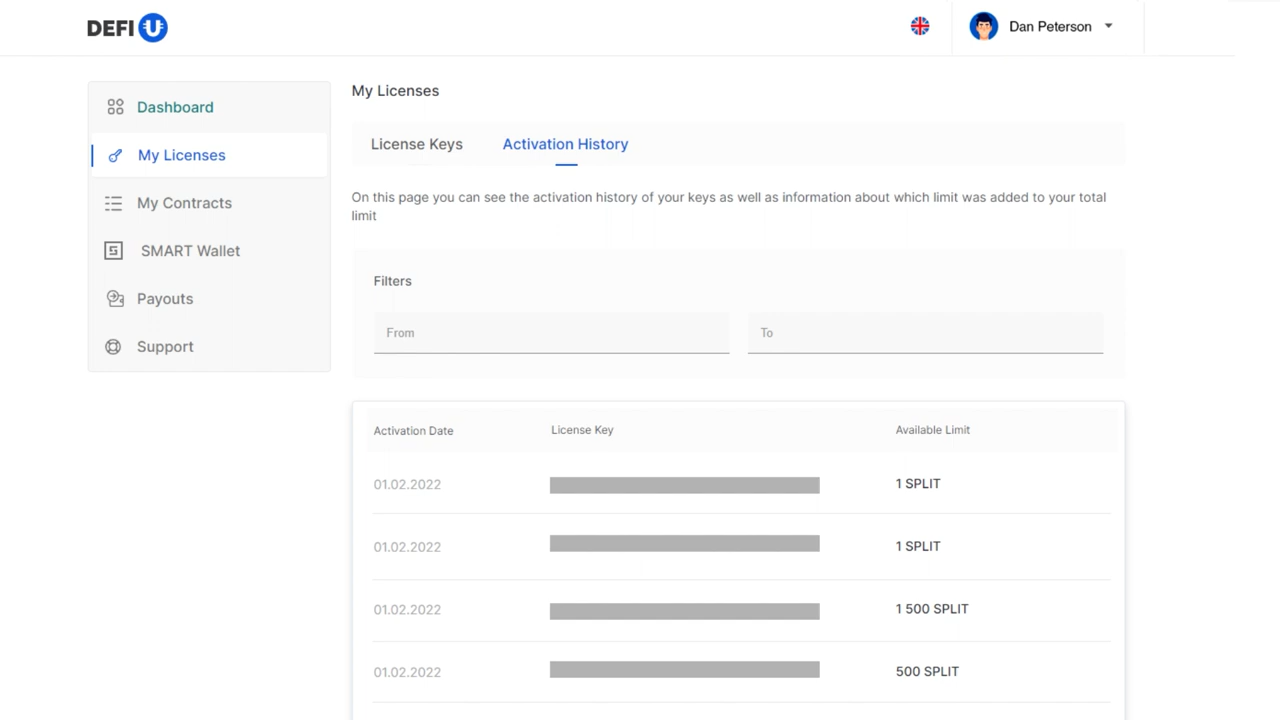 DEFI U
Dan Peterson
Dashboard
My Licenses
My Contracts
SMART Wallet
Payouts
Support
My Licenses
License Keys Activation History
On this page you can see the activation history of your keys as well as information about which limit was added to your total
limit
Filters
From To
Activation Date License Key Available Limit
01.02.2022 1 SPLIT
01.02.2022 1 SPLIT
01.02.2022 1 500 SPLIT
01.02.2022 500 SPLIT